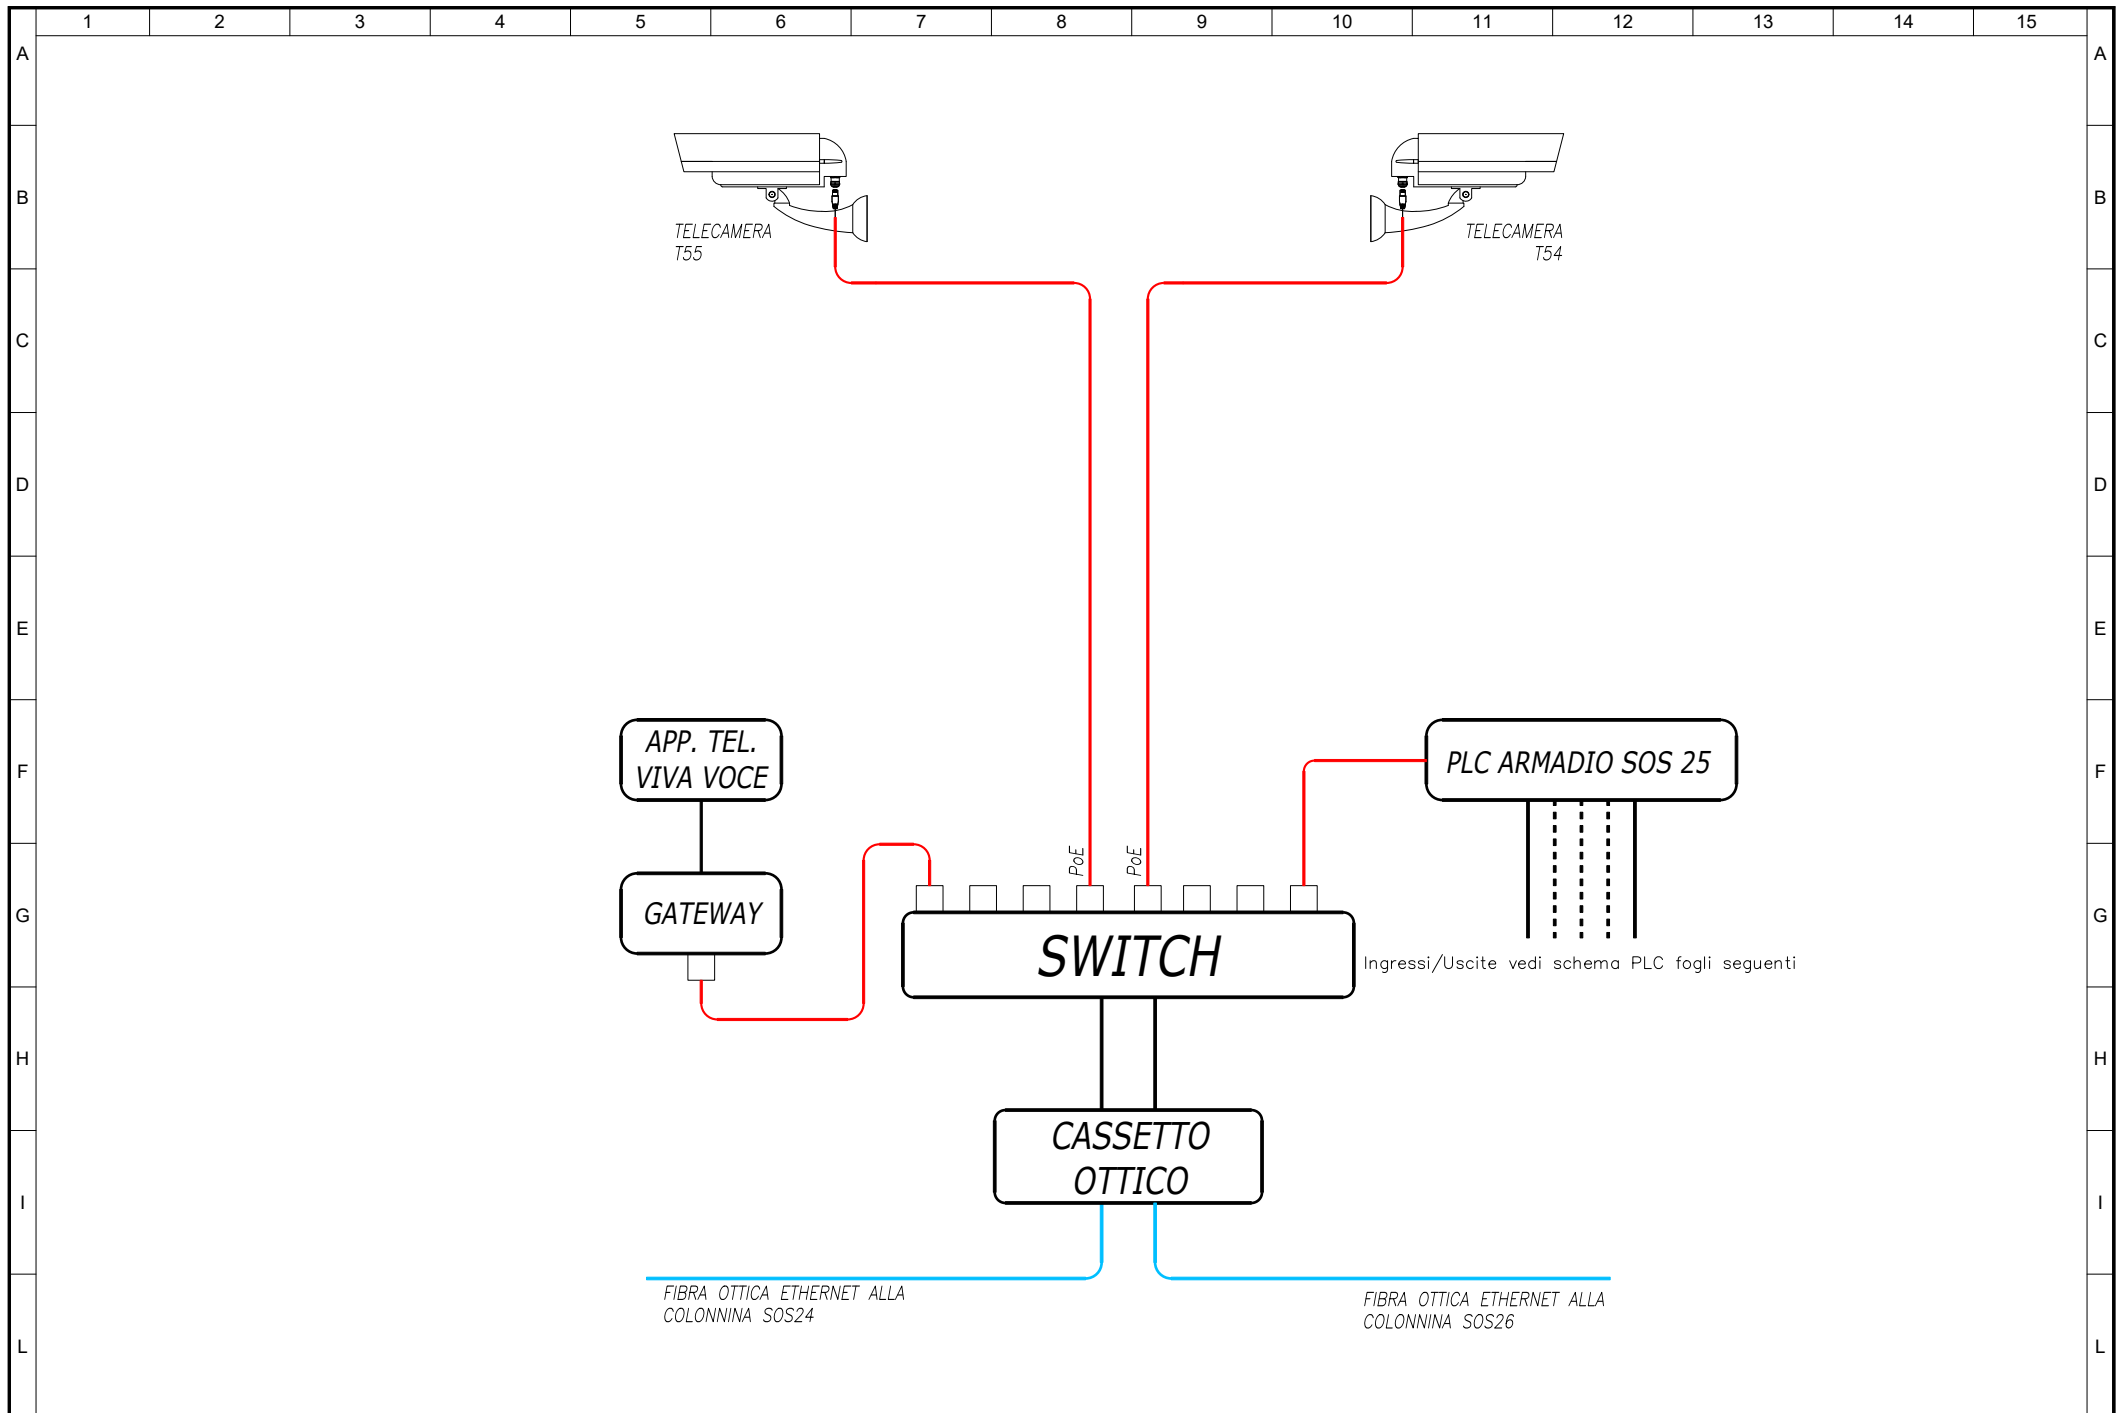 1 2 3 4 5 6 7 8 9 10 11 12 13 14 15
A A
B B
TELECAMERA
T55
TELECAMERA
T54
C C
D D
E E
F F
APP. TEL.
VIVA VOCE
PLC ARMADIO SOS 25
PoE
PoE
G G
GATEWAY
SWITCH
Ingressi/Uscite vedi schema PLC fogli seguenti
H H
CASSETTO
OTTICO
I I
FIBRA OTTICA ETHERNET ALLA
COLONNINA SOS24
FIBRA OTTICA ETHERNET ALLA
COLONNINA SOS26
L L